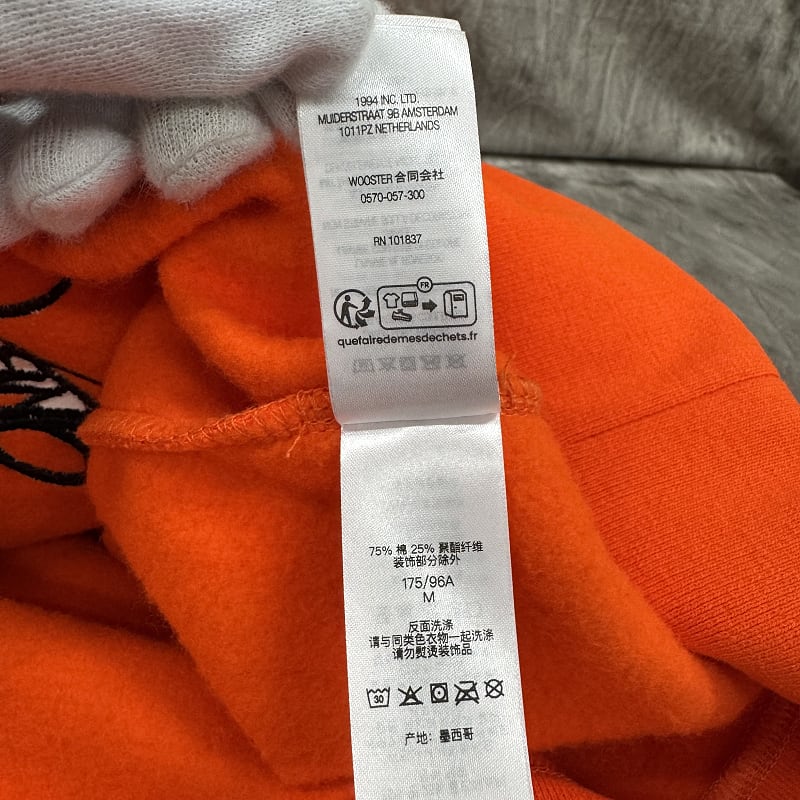 1994 INC. LTD.
MUIDERSTRAAT 9B AMSTERDAM
1011PZ NETHERLANDS
WOOSTER 合同会社
0570-057-300
RN 101837
FR
quefairedemesdechets.fr
75% 棉 25% 聚酯纤维
装饰部分除外
175/96A
M
反面洗涤
请与同类色衣物一起洗涤
请勿熨烫装饰品
30
产地: 墨西哥